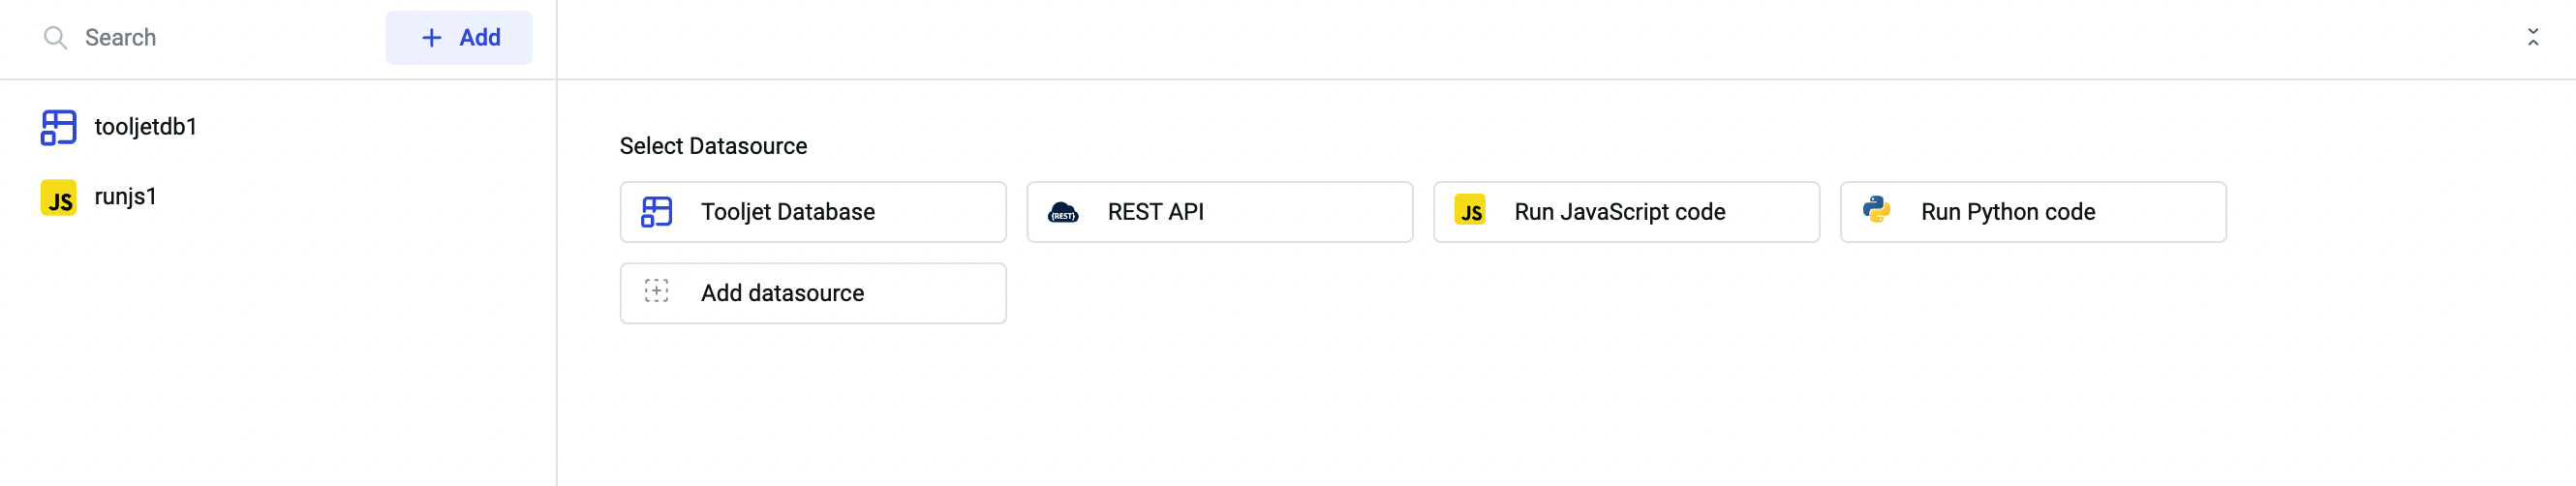 Search
+ Add
tooljetdb1
JS runjs1
Select Datasource
Tooljet Database
{REST} REST API
JS Run JavaScript code
Run Python code
Add datasource